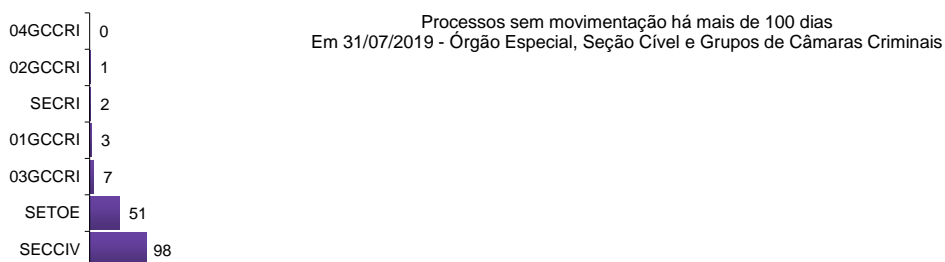 Processos sem movimentação há mais de 100 dias
Em 31/07/2019 - Órgão Especial, Seção Cível e Grupos de Câmaras Criminais
04GCCRI 0
02GCCRI 1
SECRI 2
01GCCRI 3
03GCCRI 7
SETOE 51
SECCIV 98